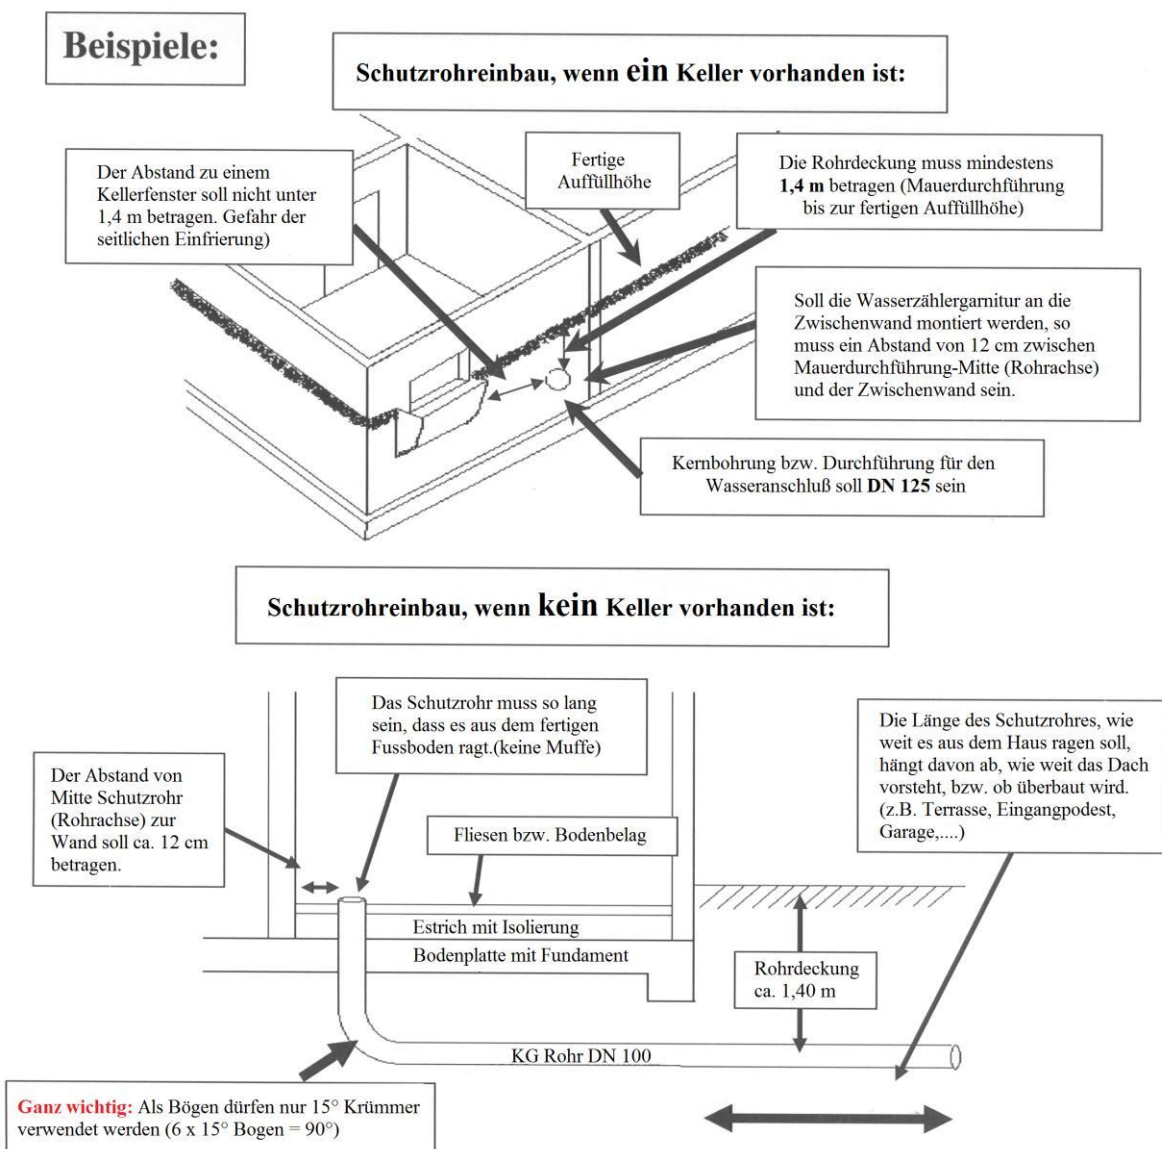 Beispiele:
Schutzrohreinbau, wenn ein Keller vorhanden ist:
Der Abstand zu einem
Kellerfenster soll nicht unter
1,4 m betragen. Gefahr der
seitlichen Einfrierung)
Fertige
Auffüllhöhe
Die Rohrdeckung muss mindestens
1,4 m betragen (Mauerdurchführung
bis zur fertigen Auffüllhöhe)
Soll die Wasserzählergarnitur an die
Zwischenwand montiert werden, so
muss ein Abstand von 12 cm zwischen
Mauerdurchführung-Mitte (Rohrachse)
und der Zwischenwand sein.
Kernbohrung bzw. Durchführung für den
Wasseranschluß soll DN 125 sein
Schutzrohreinbau, wenn kein Keller vorhanden ist:
Das Schutzrohr muss so lang
sein, dass es aus dem fertigen
Fussboden ragt.(keine Muffe)
Die Länge des Schutzrohres, wie
weit es aus dem Haus ragen soll,
hängt davon ab, wie weit das Dach
vorsteht, bzw. ob überbaut wird.
(z.B. Terrasse, Eingangpodest,
Garage,....)
Der Abstand von
Mitte Schutzrohr
(Rohrachse) zur
Wand soll ca. 12 cm
betragen.
Fliesen bzw. Bodenbelag
Estrich mit Isolierung
Bodenplatte mit Fundament
Rohrdeckung
ca. 1,40 m
KG Rohr DN 100
Ganz wichtig: Als Bögen dürfen nur 15° Krümmer
verwendet werden (6 x 15° Bogen = 90°)